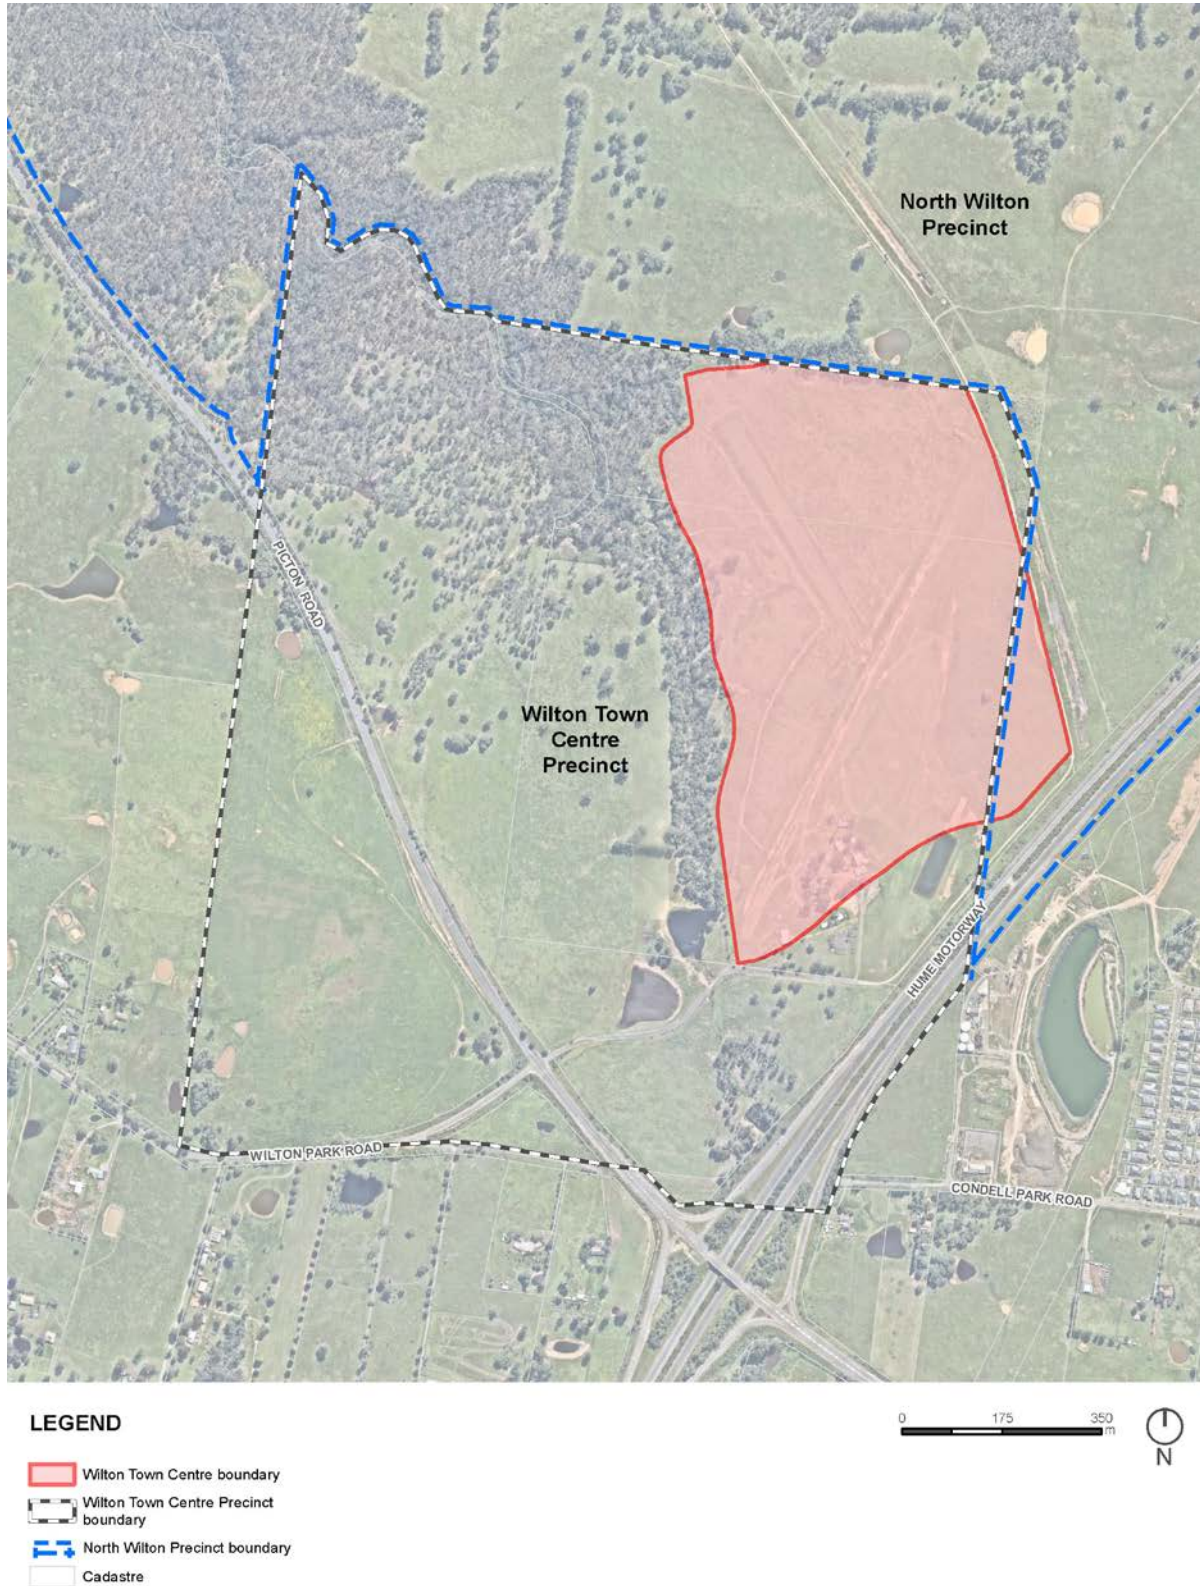 North Wilton
Precinct
PICTON ROAD
Wilton Town
Centre
Precinct
HUME MOTORWAY
WILTON PARK ROAD
CONDELL PARK ROAD
LEGEND
0 175 350
m
N
Wilton Town Centre boundary
Wilton Town Centre Precinct
boundary
North Wilton Precinct boundary
Cadastre